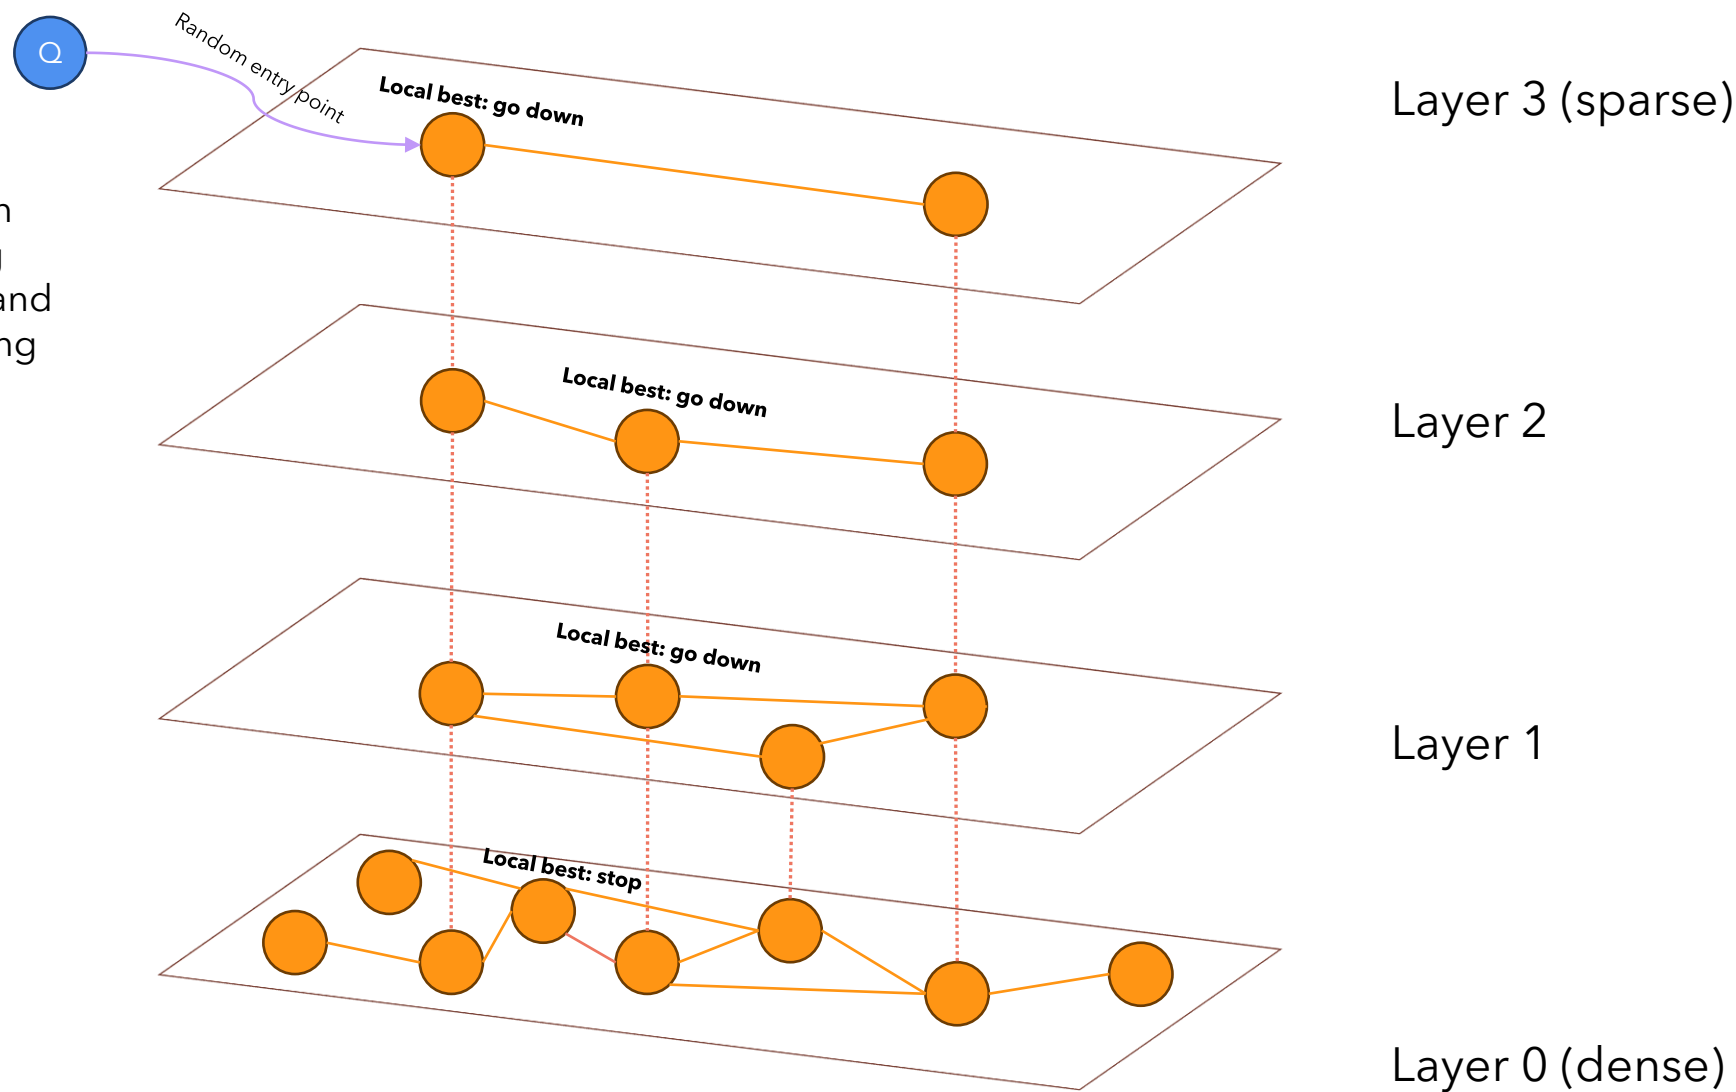 Q
Random entry point
Local best: go down
Layer 3 (sparse)
and
Local best: go down
Layer 2
Local best: go down
Layer 1
Local best: stop
Layer 0 (dense)